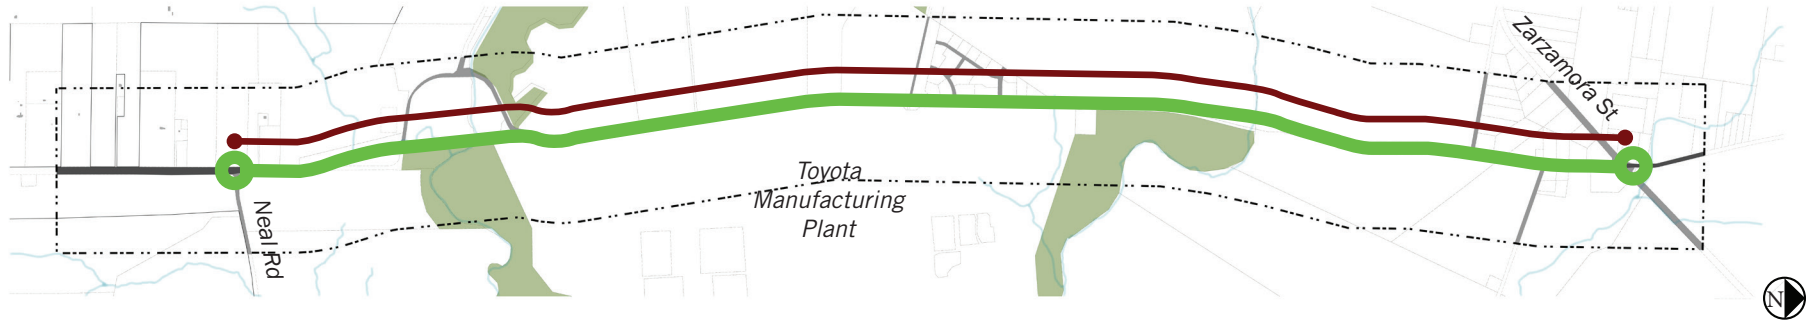 Zarzamora St
Toyota
Manufacturing
Plant
Neal Rd
N